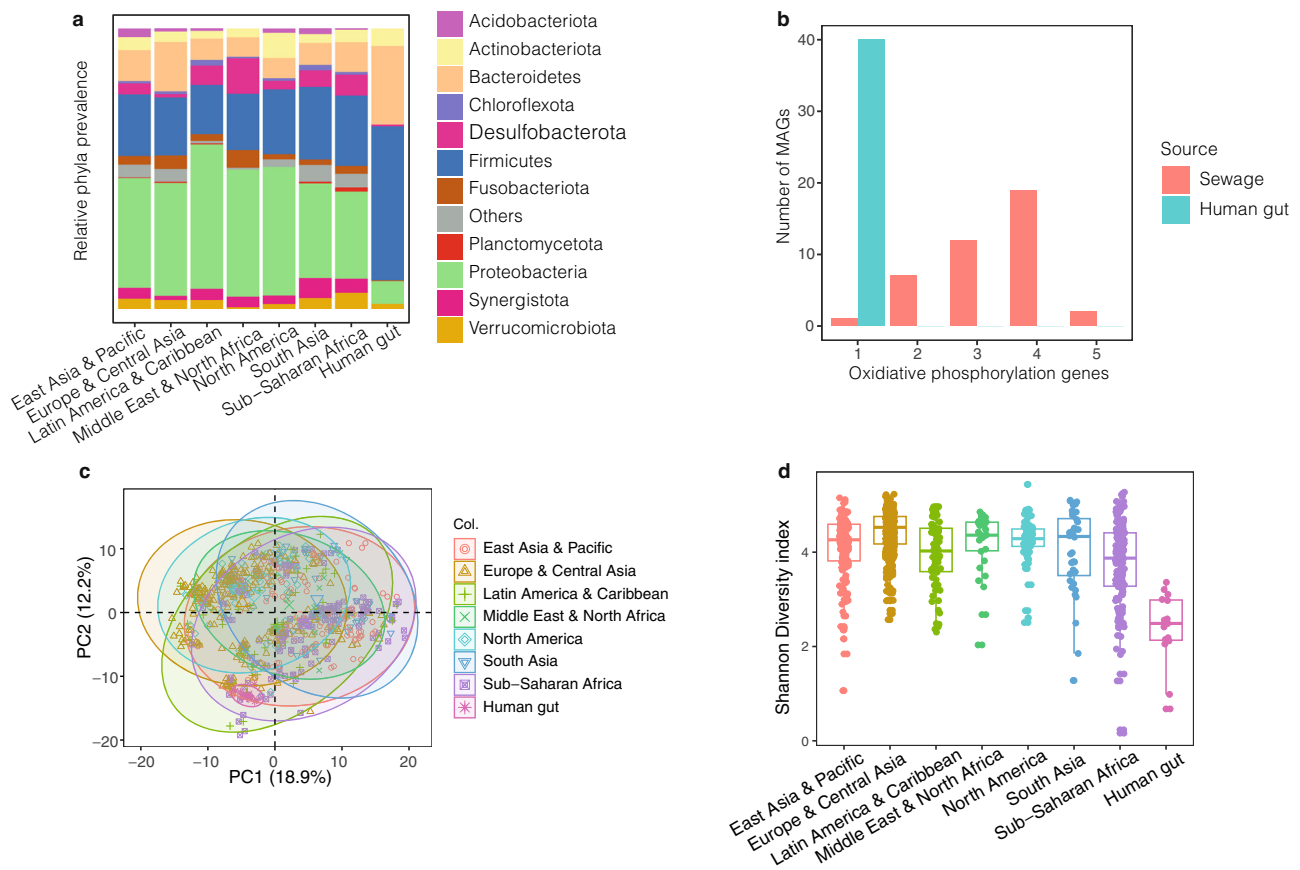 a
Relative phyla prevalence
East Asia & Pacific
Europe & Central Asia
Latin America & Caribbean
Middle East & North Africa
North America
South Asia
Sub−Saharan Africa
Human gut
Acidobacteriota
Actinobacteriota
Bacteroidetes
Chloroflexota
Desulfobacterota
Firmicutes
Fusobacteriota
Others
Planctomycetota
Proteobacteria
Synergistota
Verrucomicrobiota
b
Number of MAGs
40
30
20
10
0
1 2 3 4 5
Oxidiative phosphorylation genes
Source
Sewage
Human gut
c
PC2 (12.2%)
10
0
−10
−20
−20 −10 0 10 20
PC1 (18.9%)
Col.
East Asia & Pacific
Europe & Central Asia
Latin America & Caribbean
Middle East & North Africa
North America
South Asia
Sub−Saharan Africa
Human gut
d
Shannon Diversity index
4
2
0
East Asia & Pacific
Europe & Central Asia
Latin America & Caribbean
Middle East & North Africa
North America
South Asia
Sub−Saharan Africa
Human gut